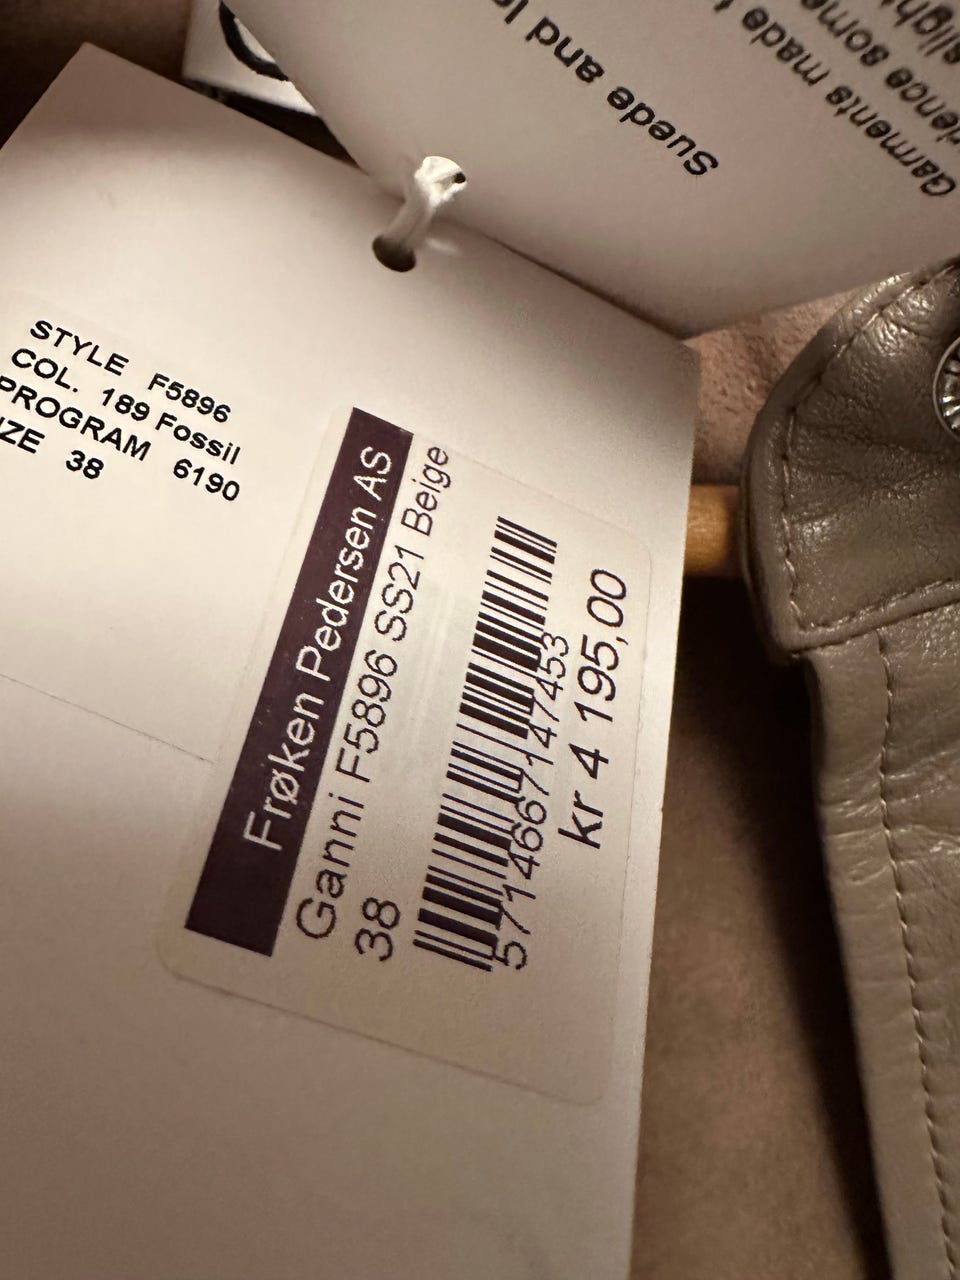 Suede and
Garments made
slight
STYLE F5896
COL. 189 Fossil
PROGRAM 6190
38
Frøken Pedersen AS
Ganni F5896 SS21 Beige
38
5714667147453
kr 4 195,00